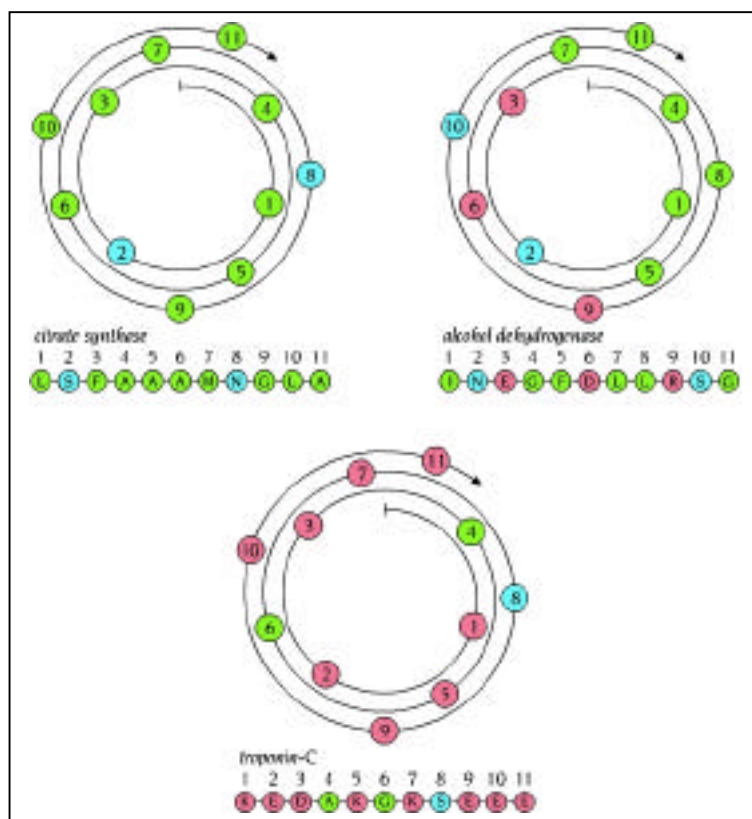 11
7
3 4
10
8
6 1
2 5
9
citrate synthase
1 2 3 4 5 6 7 8 9 10 11
L S F A A A M N G L A
11
7
3 4
10
8
6 1
2 5
9
alcohol dehydrogenase
1 2 3 4 5 6 7 8 9 10 11
I N E G F D L L R S G
11
7
3 4
10
8
6 1
2 5
9
troponin-C
1 2 3 4 5 6 7 8 9 10 11
K E D A K G K S E E E